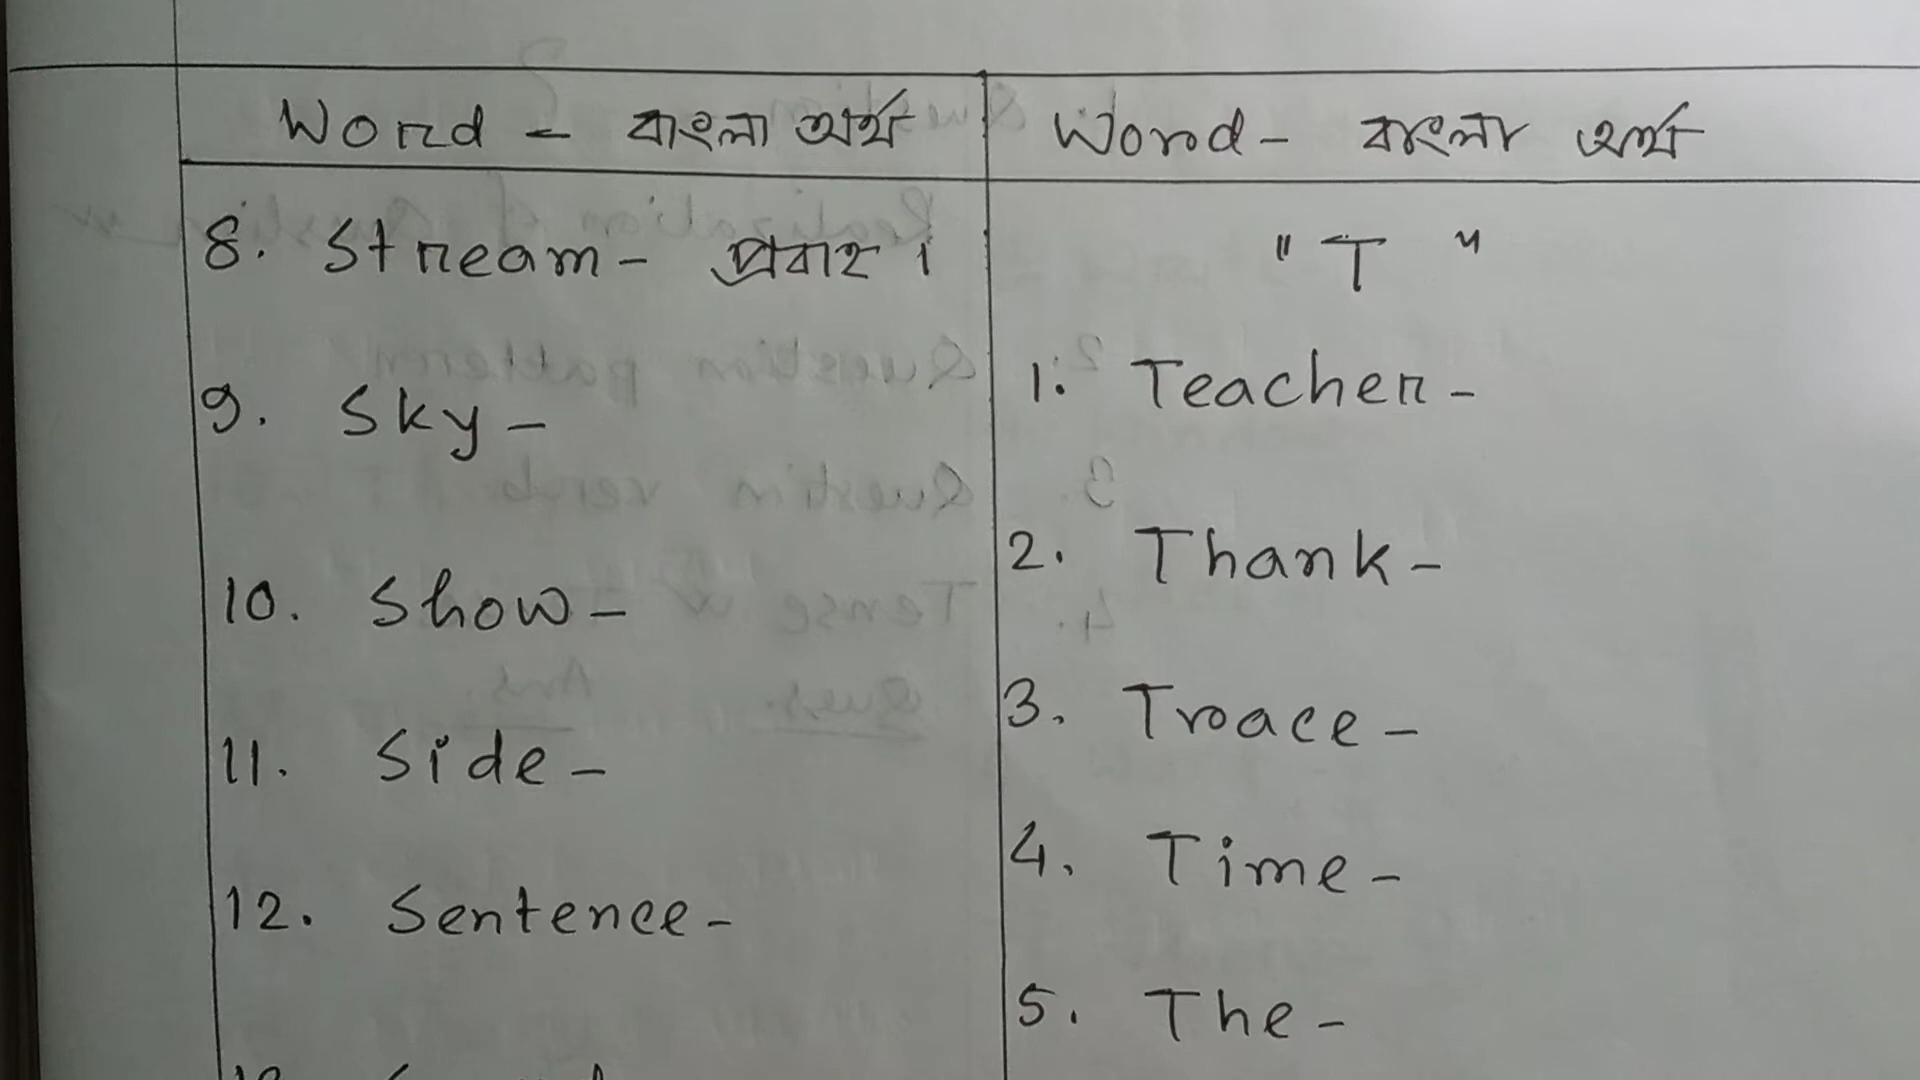 Word - বাংলা অর্থ
8. Stream - প্রবাহ ।
9. Sky -
10. Show -
11. Side -
12. Sentence -
Word - বাংলা অর্থ
"T"
1. Teacher -
2. Thank -
3. Trace -
4. Time -
5. The -